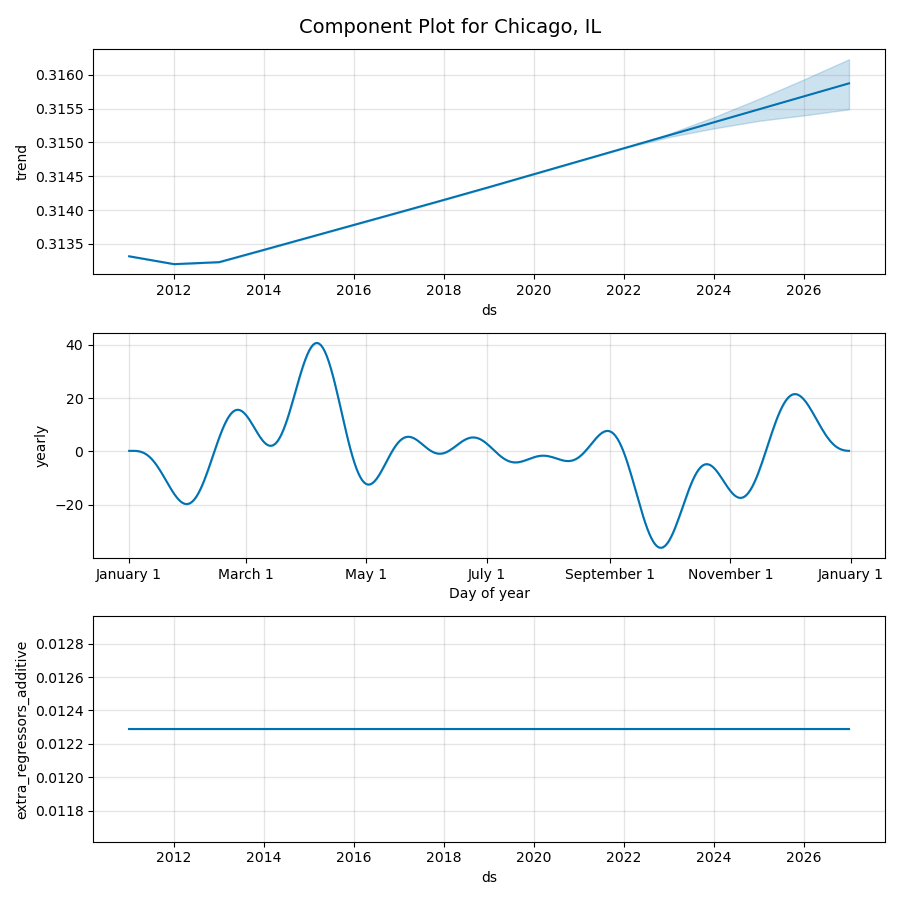 Component Plot for Chicago, IL
0.3160
0.3155
0.3150
0.3145
0.3140
0.3135
trend
2012 2014 2016 2018 2020 2022 2024 2026
ds
40
20
0
−20
yearly
January 1 March 1 May 1 July 1 September 1 November 1 January 1
Day of year
0.0128
0.0126
0.0124
0.0122
0.0120
0.0118
extra_regressors_additive
2012 2014 2016 2018 2020 2022 2024 2026
ds